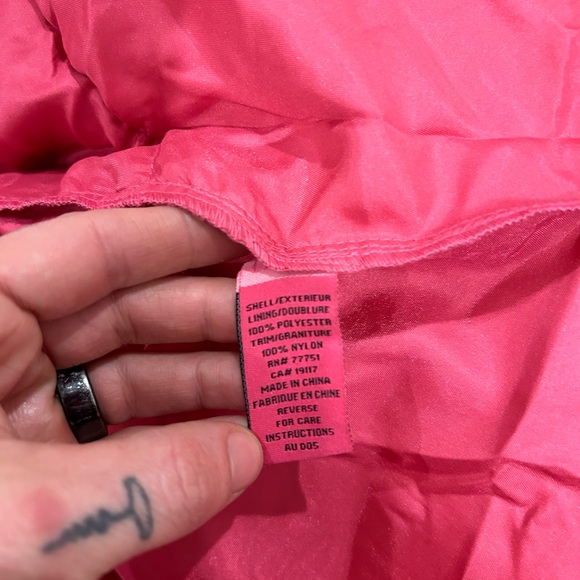 SHELL/EXTERIEUR
LINING/DOUBLURE
100% POLYESTER
TRIM/GRANITURE
100% NYLON
RN# 77751
CA# 19117
MADE IN CHINA
FABRIQUE EN CHINE
REVERSE
FOR CARE
INSTRUCTIONS
AU DOS